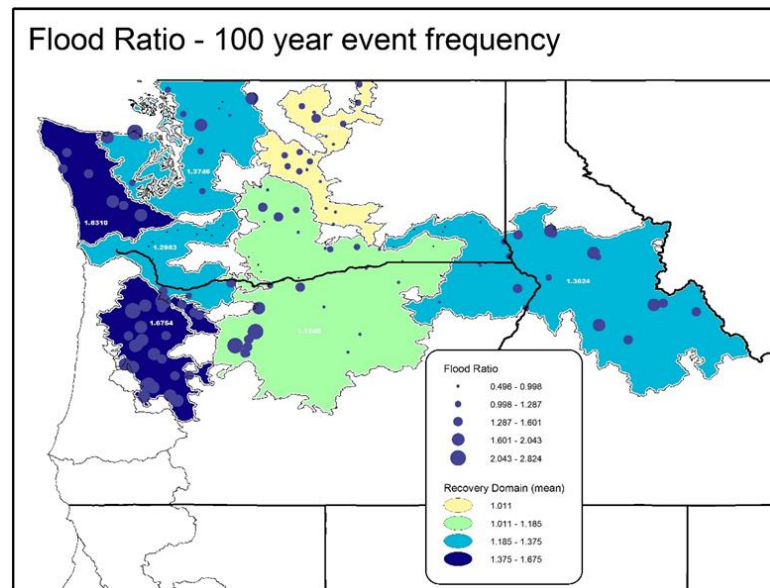 Flood Ratio - 100 year event frequency
1.3746
1.6310
1.2863
1.3624
1.6754
Flood Ratio
0.496 - 0.998
0.998 - 1.287
1.287 - 1.601
1.601 - 2.043
2.043 - 2.824
Recovery Domain (mean)
1.011
1.011 - 1.185
1.185 - 1.375
1.375 - 1.675